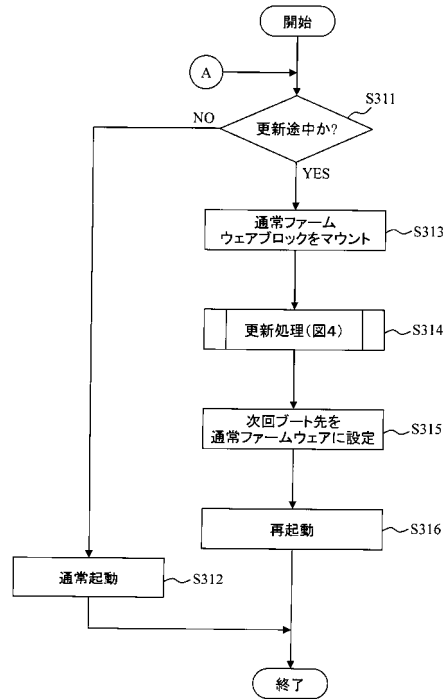 開始
A
S311
更新途中か?
NO
YES
通常ファーム
ウェアブロックをマウント
S313
更新処理(図4)
S314
次回ブート先を
通常ファームウェアに設定
S315
再起動
S316
通常起動
S312
終了